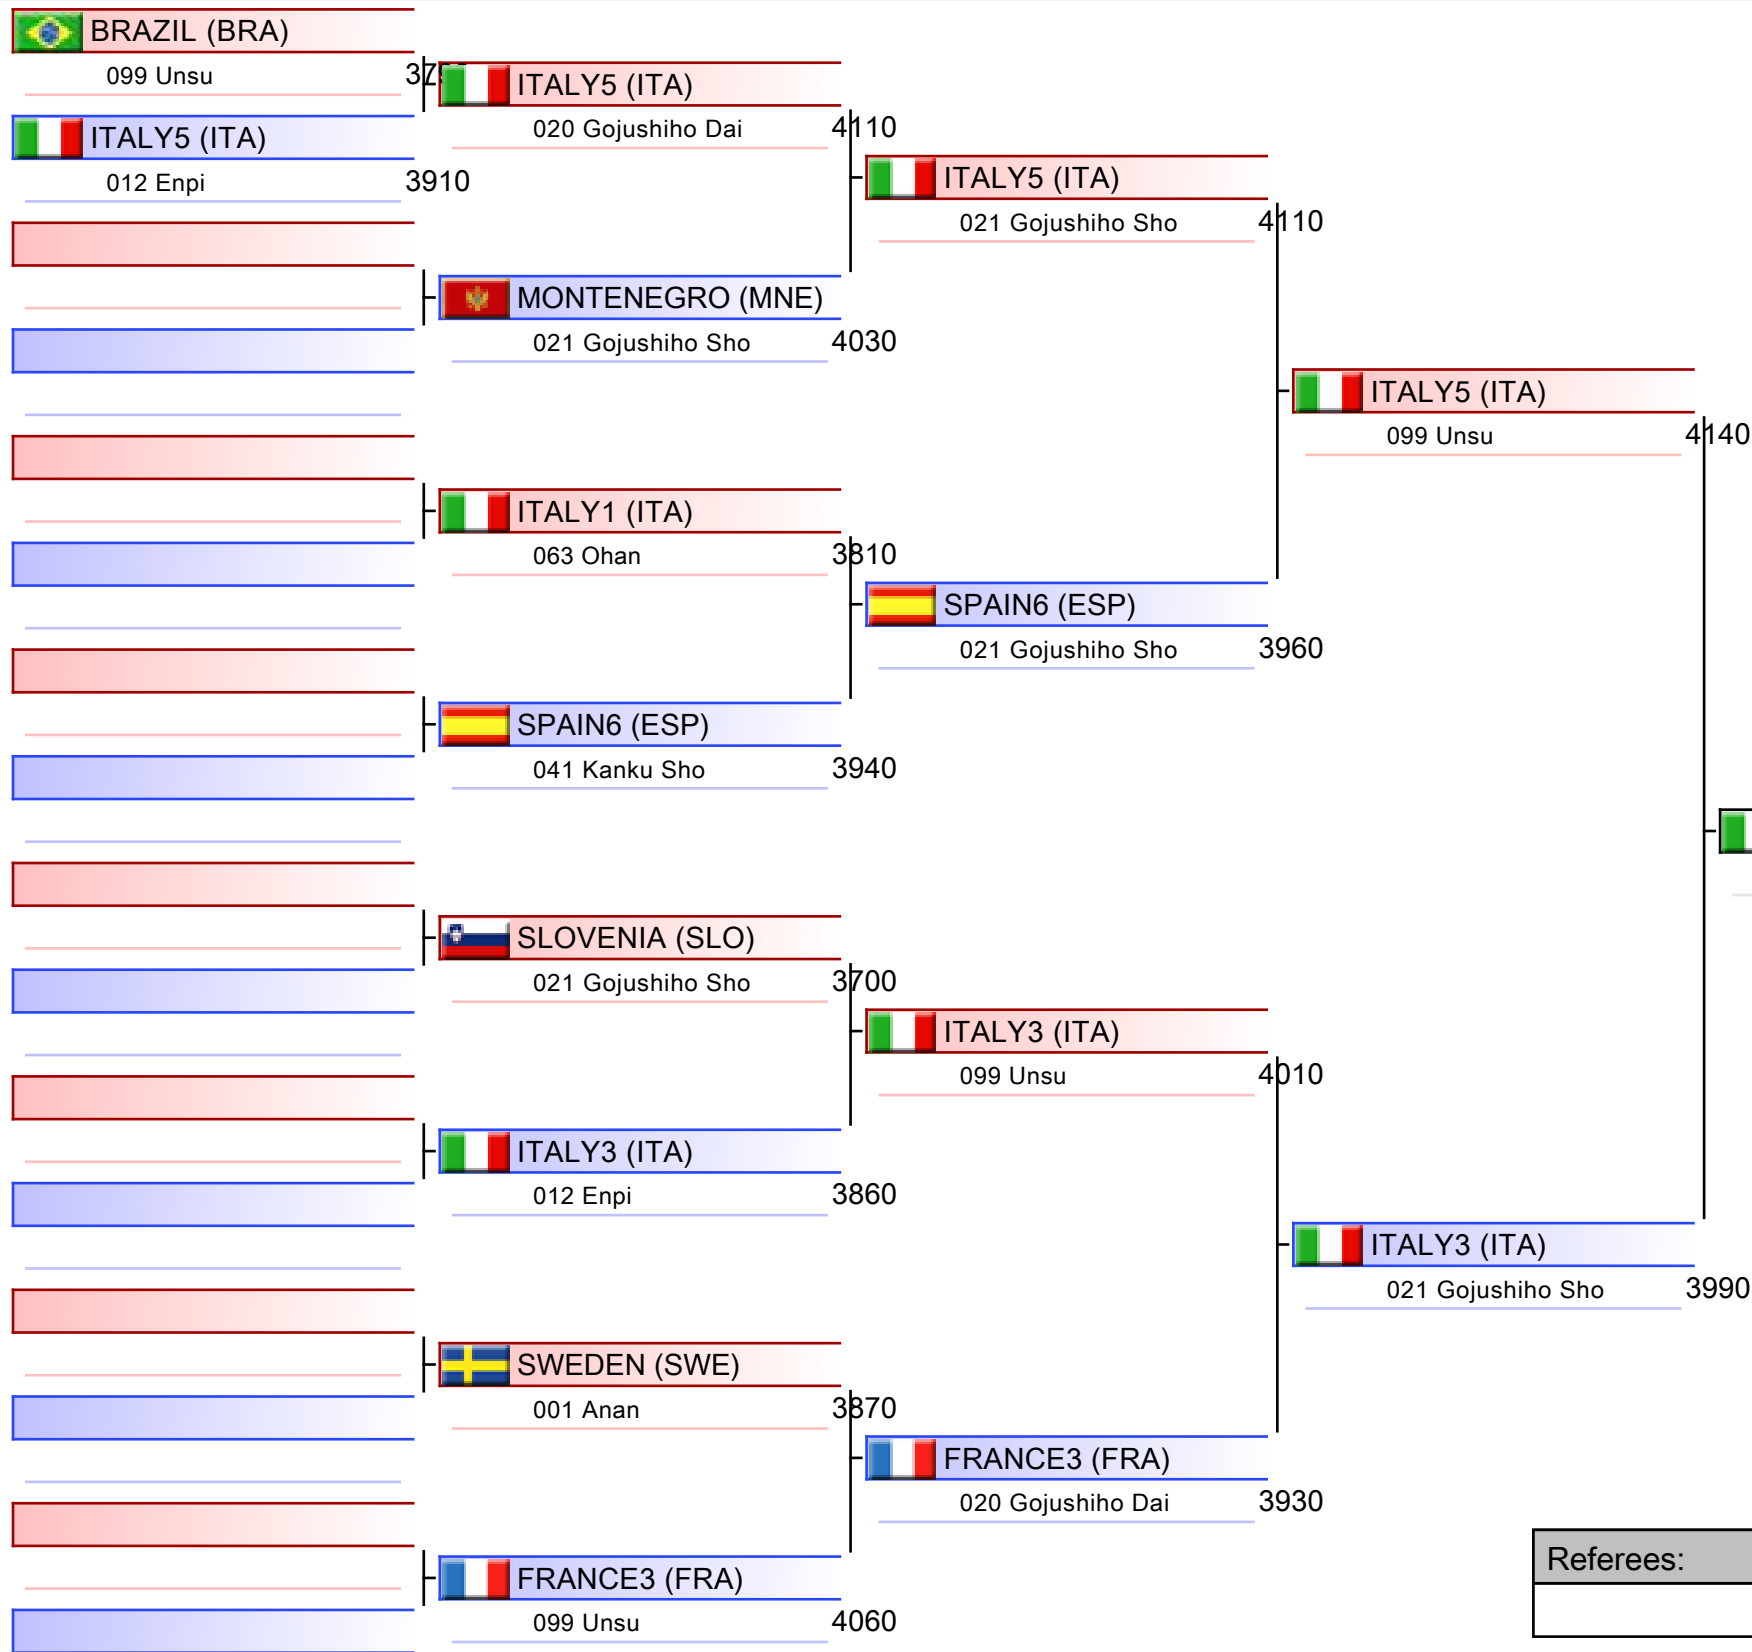 BRAZIL (BRA)
099 Unsu
ITALY5 (ITA)
012 Enpi 3910
ITALY5 (ITA)
020 Gojushiho Dai 4110
MONTENEGRO (MNE)
021 Gojushiho Sho 4030
ITALY1 (ITA)
063 Ohan 3810
SPAIN6 (ESP)
041 Kanku Sho 3940
SLOVENIA (SLO)
021 Gojushiho Sho 3700
ITALY3 (ITA)
012 Enpi 3860
SWEDEN (SWE)
001 Anan 3870
FRANCE3 (FRA)
099 Unsu 4060
ITALY5 (ITA)
021 Gojushiho Sho 4110
SPAIN6 (ESP)
021 Gojushiho Sho 3960
ITALY3 (ITA)
099 Unsu 4010
FRANCE3 (FRA)
020 Gojushiho Dai 3930
ITALY5 (ITA)
099 Unsu 4140
ITALY3 (ITA)
021 Gojushiho Sho 3990
Referees: